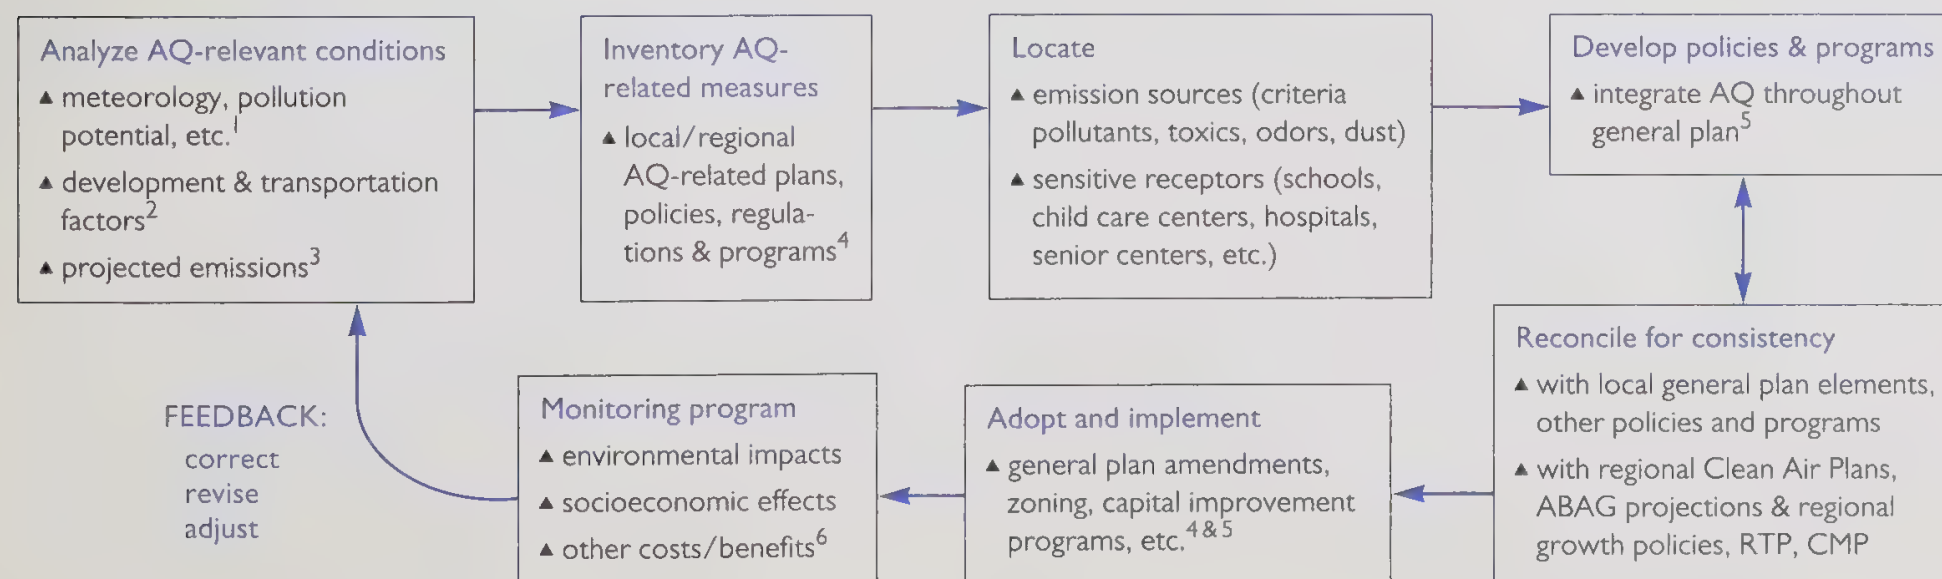 Analyze AQ-relevant conditions
▲ meteorology, pollution
potential, etc.1
▲ development & transportation
factors2
▲ projected emissions3
Inventory AQ-
related measures
▲ local/regional
AQ-related plans,
policies, regula-
tions & programs4
Locate
▲ emission sources (criteria
pollutants, toxics, odors, dust)
▲ sensitive receptors (schools,
child care centers, hospitals,
senior centers, etc.)
Develop policies & programs
▲ integrate AQ throughout
general plan5
Reconcile for consistency
▲ with local general plan elements,
other policies and programs
▲ with regional Clean Air Plans,
ABAG projections & regional
growth policies, RTP, CMP
Adopt and implement
▲ general plan amendments,
zoning, capital improvement
programs, etc.4 & 5
Monitoring program
▲ environmental impacts
▲ socioeconomic effects
▲ other costs/benefits6
FEEDBACK:
correct
revise
adjust